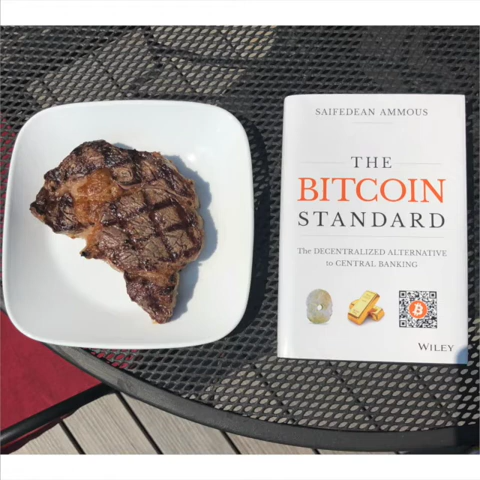 SAIFEDEAN AMMOUS
THE
BITCOIN
STANDARD
The DECENTRALIZED ALTERNATIVE
to CENTRAL BANKING
WILEY